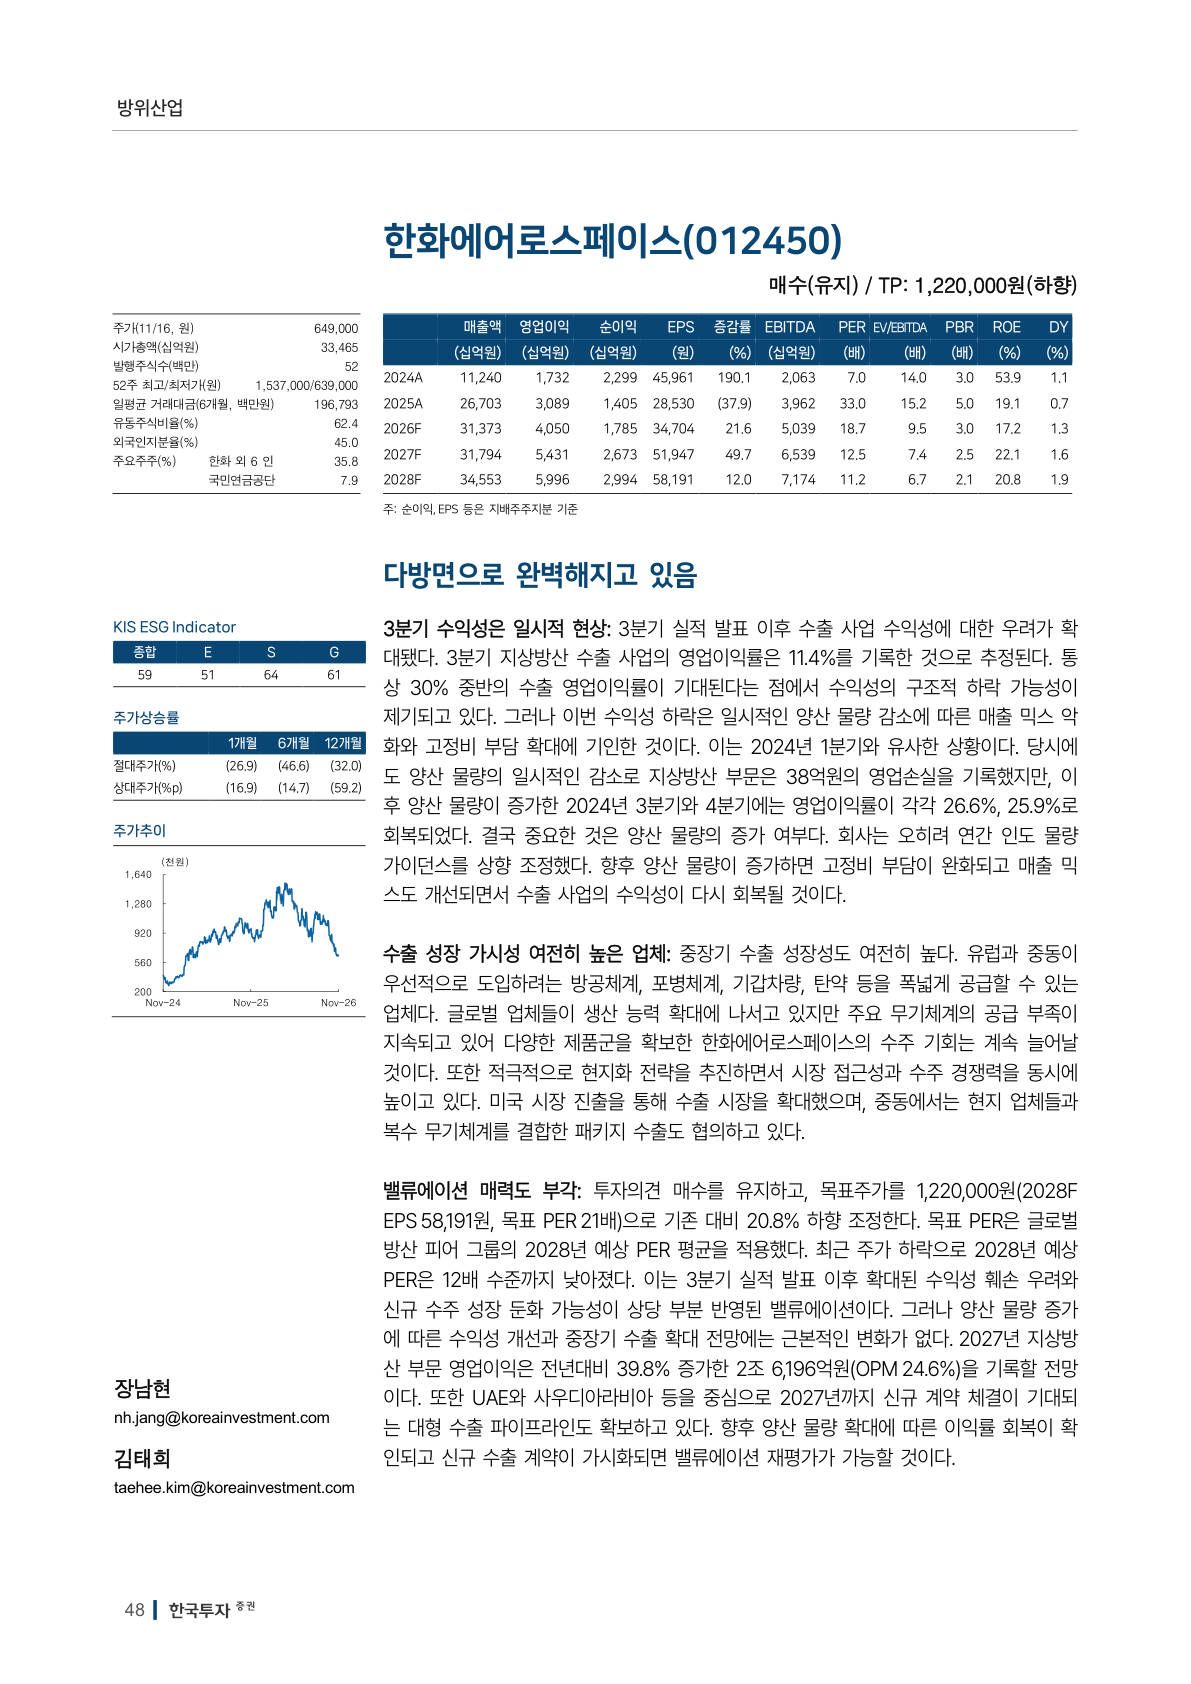 방위산업
한화에어로스페이스(012450)
매수(유지) / TP: 1,220,000원(하향)
주가(11/16, 원) 649,000
시가총액(십억원) 33,465
발행주식수(백만) 52
52주 최고/최저가(원) 1,537,000/639,000
일평균 거래대금(6개월, 백만원) 196,793
유동주식비율(%) 62.4
외국인지분율(%) 45.0
주요주주(%) 한화 외 6 인 35.8
국민연금공단 7.9
매출액 영업이익 순이익 EPS 증감률 EBITDA PER EV/EBITDA PBR ROE DY
(십억원) (십억원) (십억원) (원) (%) (십억원) (배) (배) (배) (%) (%)
2024A 11,240 1,732 2,299 45,961 190.1 2,063 7.0 14.0 3.0 53.9 1.1
2025A 26,703 3,089 1,405 28,530 (37.9) 3,962 33.0 15.2 5.0 19.1 0.7
2026F 31,373 4,050 1,785 34,704 21.6 5,039 18.7 9.5 3.0 17.2 1.3
2027F 31,794 5,431 2,673 51,947 49.7 6,539 12.5 7.4 2.5 22.1 1.6
2028F 34,553 5,996 2,994 58,191 12.0 7,174 11.2 6.7 2.1 20.8 1.9
주: 순이익, EPS 등은 지배주주지분 기준
다방면으로 완벽해지고 있음
KIS ESG Indicator
종합 E S G
59 51 64 61
주가상승률
1개월 6개월 12개월
절대주가(%) (26.9) (46.6) (32.0)
상대주가(%p) (16.9) (14.7) (59.2)
주가추이
(천원)
1,640
1,280
920
560
200
Nov-24 Nov-25 Nov-26
3분기 수익성은 일시적 현상: 3분기 실적 발표 이후 수출 사업 수익성에 대한 우려가 확
대됐다. 3분기 지상방산 수출 사업의 영업이익률은 11.4%를 기록한 것으로 추정된다. 통
상 30% 중반의 수출 영업이익률이 기대된다는 점에서 수익성의 구조적 하락 가능성이
제기되고 있다. 그러나 이번 수익성 하락은 일시적인 양산 물량 감소에 따른 매출 믹스 악
화와 고정비 부담 확대에 기인한 것이다. 이는 2024년 1분기와 유사한 상황이다. 당시에
도 양산 물량의 일시적인 감소로 지상방산 부문은 38억원의 영업손실을 기록했지만, 이
후 양산 물량이 증가한 2024년 3분기와 4분기에는 영업이익률이 각각 26.6%, 25.9%로
회복되었다. 결국 중요한 것은 양산 물량의 증가 여부다. 회사는 오히려 연간 인도 물량
가이던스를 상향 조정했다. 향후 양산 물량이 증가하면 고정비 부담이 완화되고 매출 믹
스도 개선되면서 수출 사업의 수익성이 다시 회복될 것이다.
수출 성장 가시성 여전히 높은 업체: 중장기 수출 성장성도 여전히 높다. 유럽과 중동이
우선적으로 도입하려는 방공체계, 포병체계, 기갑차량, 탄약 등을 폭넓게 공급할 수 있는
업체다. 글로벌 업체들이 생산 능력 확대에 나서고 있지만 주요 무기체계의 공급 부족이
지속되고 있어 다양한 제품군을 확보한 한화에어로스페이스의 수주 기회는 계속 늘어날
것이다. 또한 적극적으로 현지화 전략을 추진하면서 시장 접근성과 수주 경쟁력을 동시에
높이고 있다. 미국 시장 진출을 통해 수출 시장을 확대했으며, 중동에서는 현지 업체들과
복수 무기체계를 결합한 패키지 수출도 협의하고 있다.
밸류에이션 매력도 부각: 투자의견 매수를 유지하고, 목표주가를 1,220,000원(2028F
EPS 58,191원, 목표 PER 21배)으로 기존 대비 20.8% 하향 조정한다. 목표 PER은 글로벌
방산 피어 그룹의 2028년 예상 PER 평균을 적용했다. 최근 주가 하락으로 2028년 예상
PER은 12배 수준까지 낮아졌다. 이는 3분기 실적 발표 이후 확대된 수익성 훼손 우려와
신규 수주 성장 둔화 가능성이 상당 부분 반영된 밸류에이션이다. 그러나 양산 물량 증가
에 따른 수익성 개선과 중장기 수출 확대 전망에는 근본적인 변화가 없다. 2027년 지상방
산 부문 영업이익은 전년대비 39.8% 증가한 2조 6,196억원(OPM 24.6%)을 기록할 전망
이다. 또한 UAE와 사우디아라비아 등을 중심으로 2027년까지 신규 계약 체결이 기대되
는 대형 수출 파이프라인도 확보하고 있다. 향후 양산 물량 확대에 따른 이익률 회복이 확
인되고 신규 수출 계약이 가시화되면 밸류에이션 재평가가 가능할 것이다.
장남현
nh.jang@koreainvestment.com
김태희
taehee.kim@koreainvestment.com
48 한국투자 증권